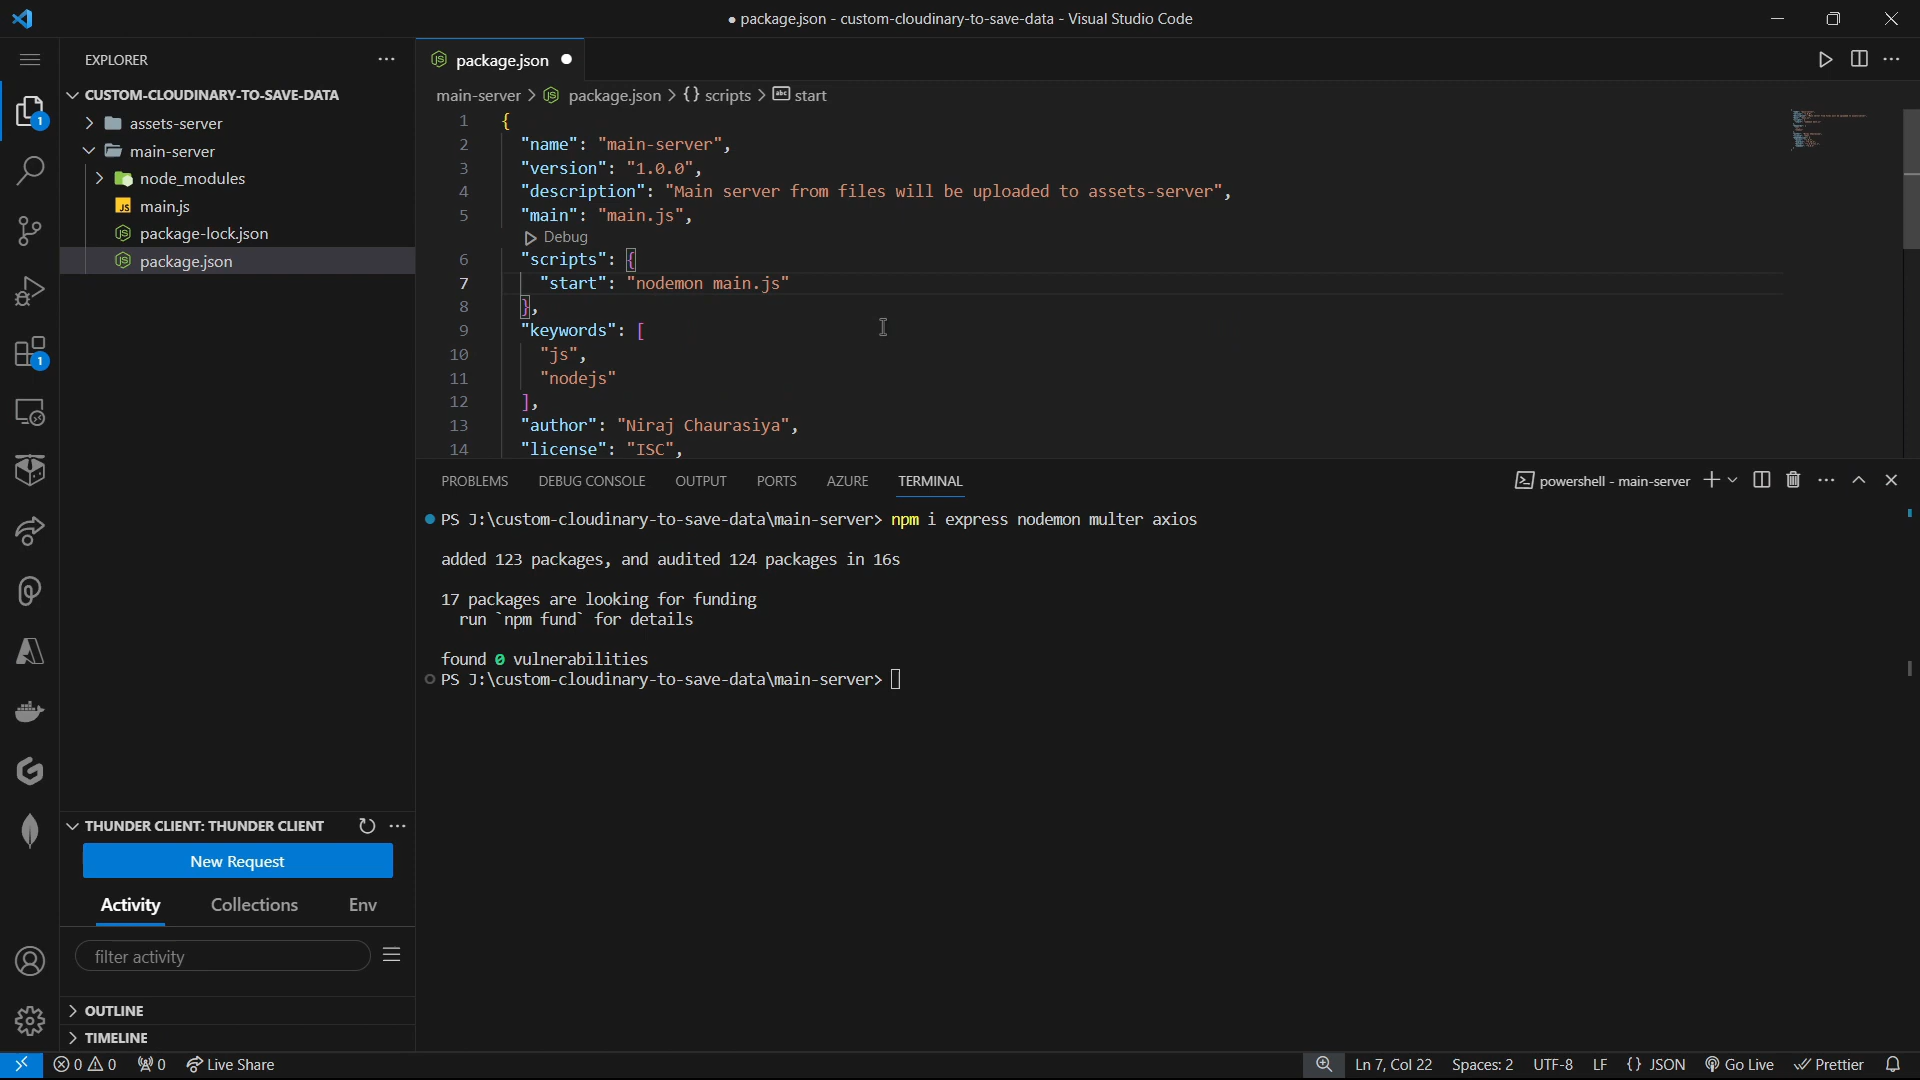 ● package.json - custom-cloudinary-to-save-data - Visual Studio Code
EXPLORER
CUSTOM-CLOUDINARY-TO-SAVE-DATA
assets-server
main-server
node_modules
JS main.js
package-lock.json
package.json
1
1
THUNDER CLIENT: THUNDER CLIENT
New Request
Activity Collections Env
filter activity
OUTLINE
TIMELINE
package.json ●
main-server > package.json > {} scripts > abc start
1 {
2 "name": "main-server",
3 "version": "1.0.0",
4 "description": "Main server from files will be uploaded to assets-server",
5 "main": "main.js",
Debug
6 "scripts": {
7 "start": "nodemon main.js"
8 },
9 "keywords": [
10 "js",
11 "nodejs"
12 ],
13 "author": "Niraj Chaurasiya",
14 "license": "ISC",
PROBLEMS DEBUG CONSOLE OUTPUT PORTS AZURE TERMINAL powershell - main-server
PS J:\custom-cloudinary-to-save-data\main-server> npm i express nodemon multer axios
added 123 packages, and audited 124 packages in 16s
17 packages are looking for funding
run `npm fund` for details
found 0 vulnerabilities
PS J:\custom-cloudinary-to-save-data\main-server>
0 0 0 Live Share Ln 7, Col 22 Spaces: 2 UTF-8 LF {} JSON Go Live Prettier